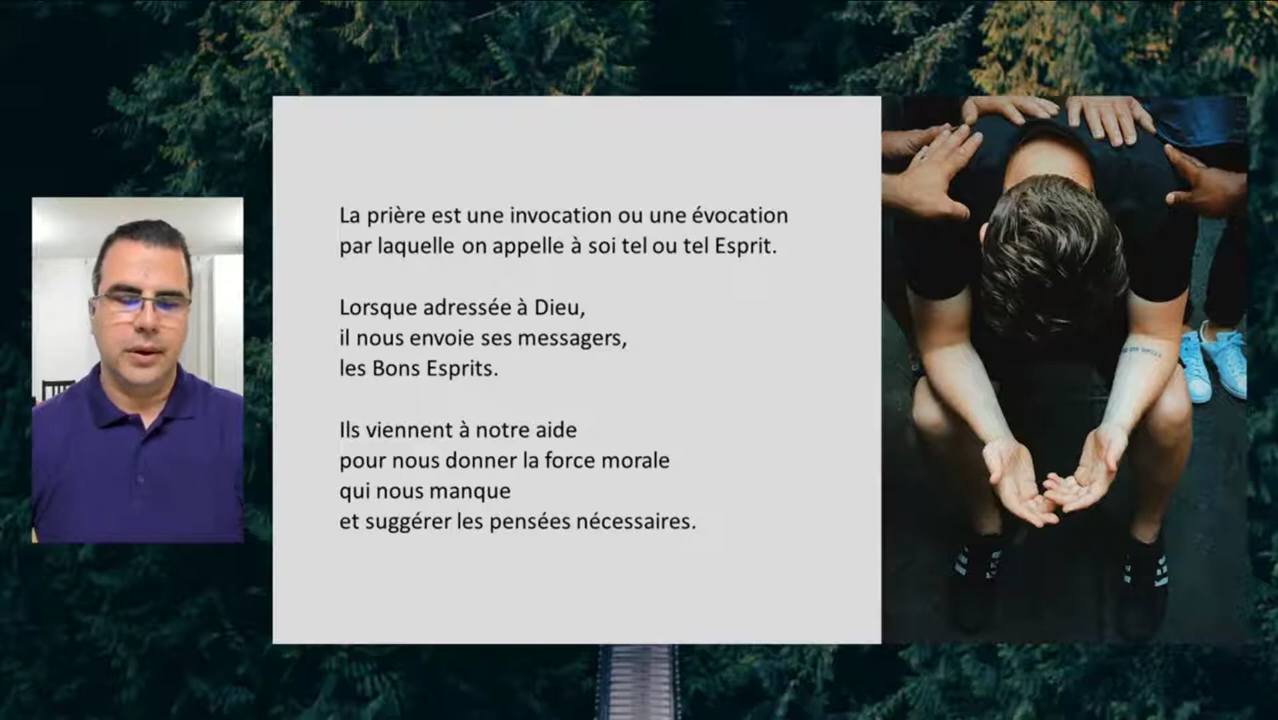 La prière est une invocation ou une évocation
par laquelle on appelle à soi tel ou tel Esprit.
Lorsque adressée à Dieu,
il nous envoie ses messagers,
les Bons Esprits.
Ils viennent à notre aide
pour nous donner la force morale
qui nous manque
et suggérer les pensées nécessaires.